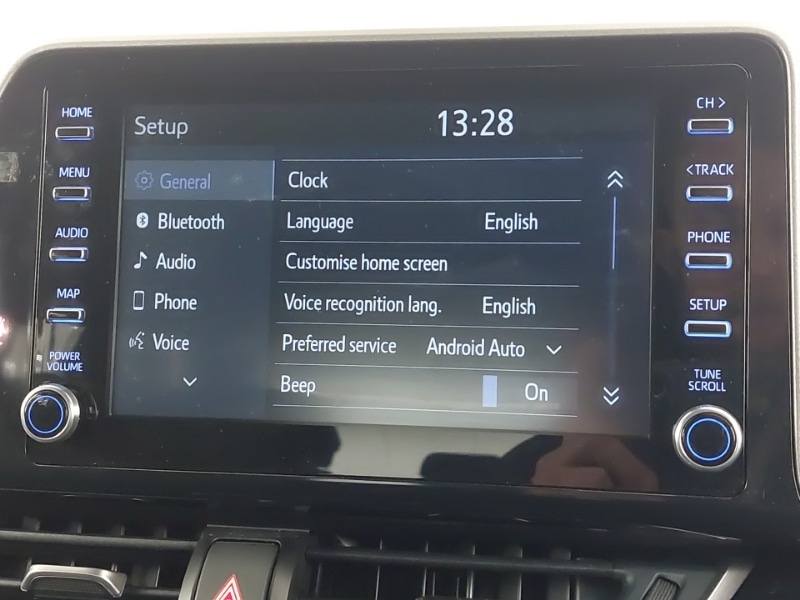 HOME
MENU
AUDIO
MAP
POWER
VOLUME
Setup 13:28
General
Bluetooth
Audio
Phone
Voice
Clock
Language English
Customise home screen
Voice recognition lang. English
Preferred service Android Auto
Beep On
CH >
< TRACK
PHONE
SETUP
TUNE
SCROLL